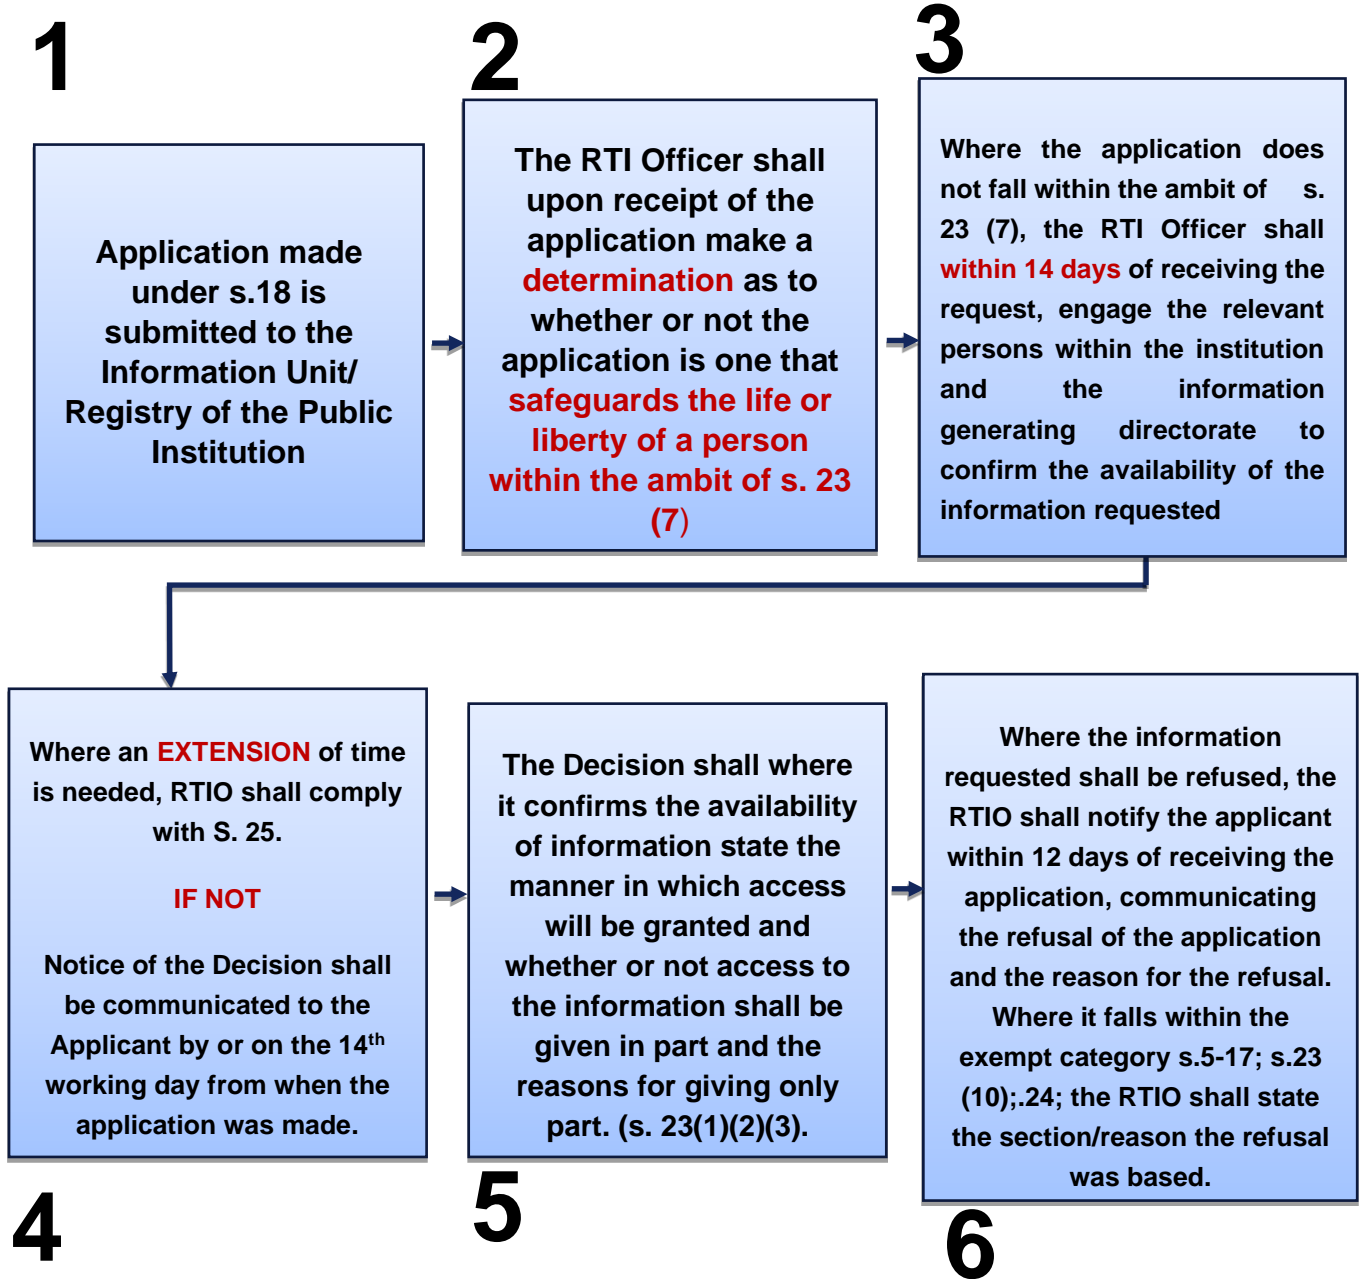 1
Application made
under s.18 is
submitted to the
Information Unit/
Registry of the Public
Institution
2
The RTI Officer shall
upon receipt of the
application make a
determination as to
whether or not the
application is one that
safeguards the life or
liberty of a person
within the ambit of s. 23
(7)
3
Where the application does
not fall within the ambit of s.
23 (7), the RTI Officer shall
within 14 days of receiving the
request, engage the relevant
persons within the institution
and the information
generating directorate to
confirm the availability of the
information requested
4
Where an EXTENSION of time
is needed, RTIO shall comply
with S. 25.
IF NOT
Notice of the Decision shall
be communicated to the
Applicant by or on the 14th
working day from when the
application was made.
5
The Decision shall where
it confirms the availability
of information state the
manner in which access
will be granted and
whether or not access to
the information shall be
given in part and the
reasons for giving only
part. (s. 23(1)(2)(3).
6
Where the information
requested shall be refused, the
RTIO shall notify the applicant
within 12 days of receiving the
application, communicating
the refusal of the application
and the reason for the refusal.
Where it falls within the
exempt category s.5-17; s.23
(10);.24; the RTIO shall state
the section/reason the refusal
was based.